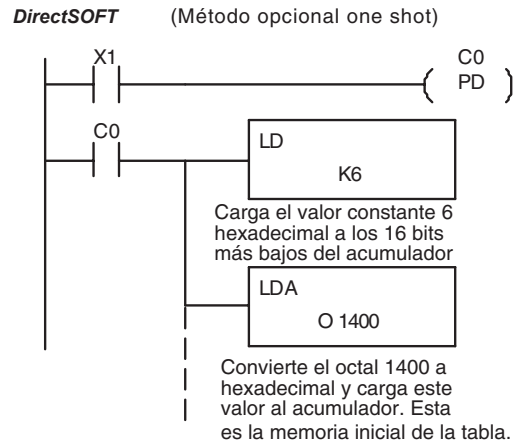 DirectSOFT (Método opcional one shot)
X1
C0
PD
C0
LD
K6
Carga el valor constante 6
hexadecimal a los 16 bits
más bajos del acumulador
LDA
O 1400
Convierte el octal 1400 a
hexadecimal y carga este
valor al acumulador. Esta
es la memoria inicial de la tabla.